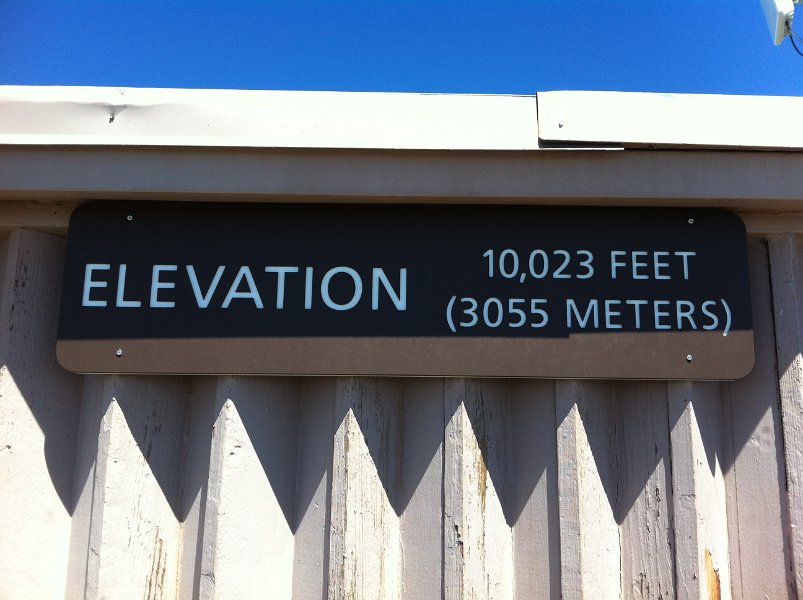 ELEVATION
10,023 FEET
(3055 METERS)